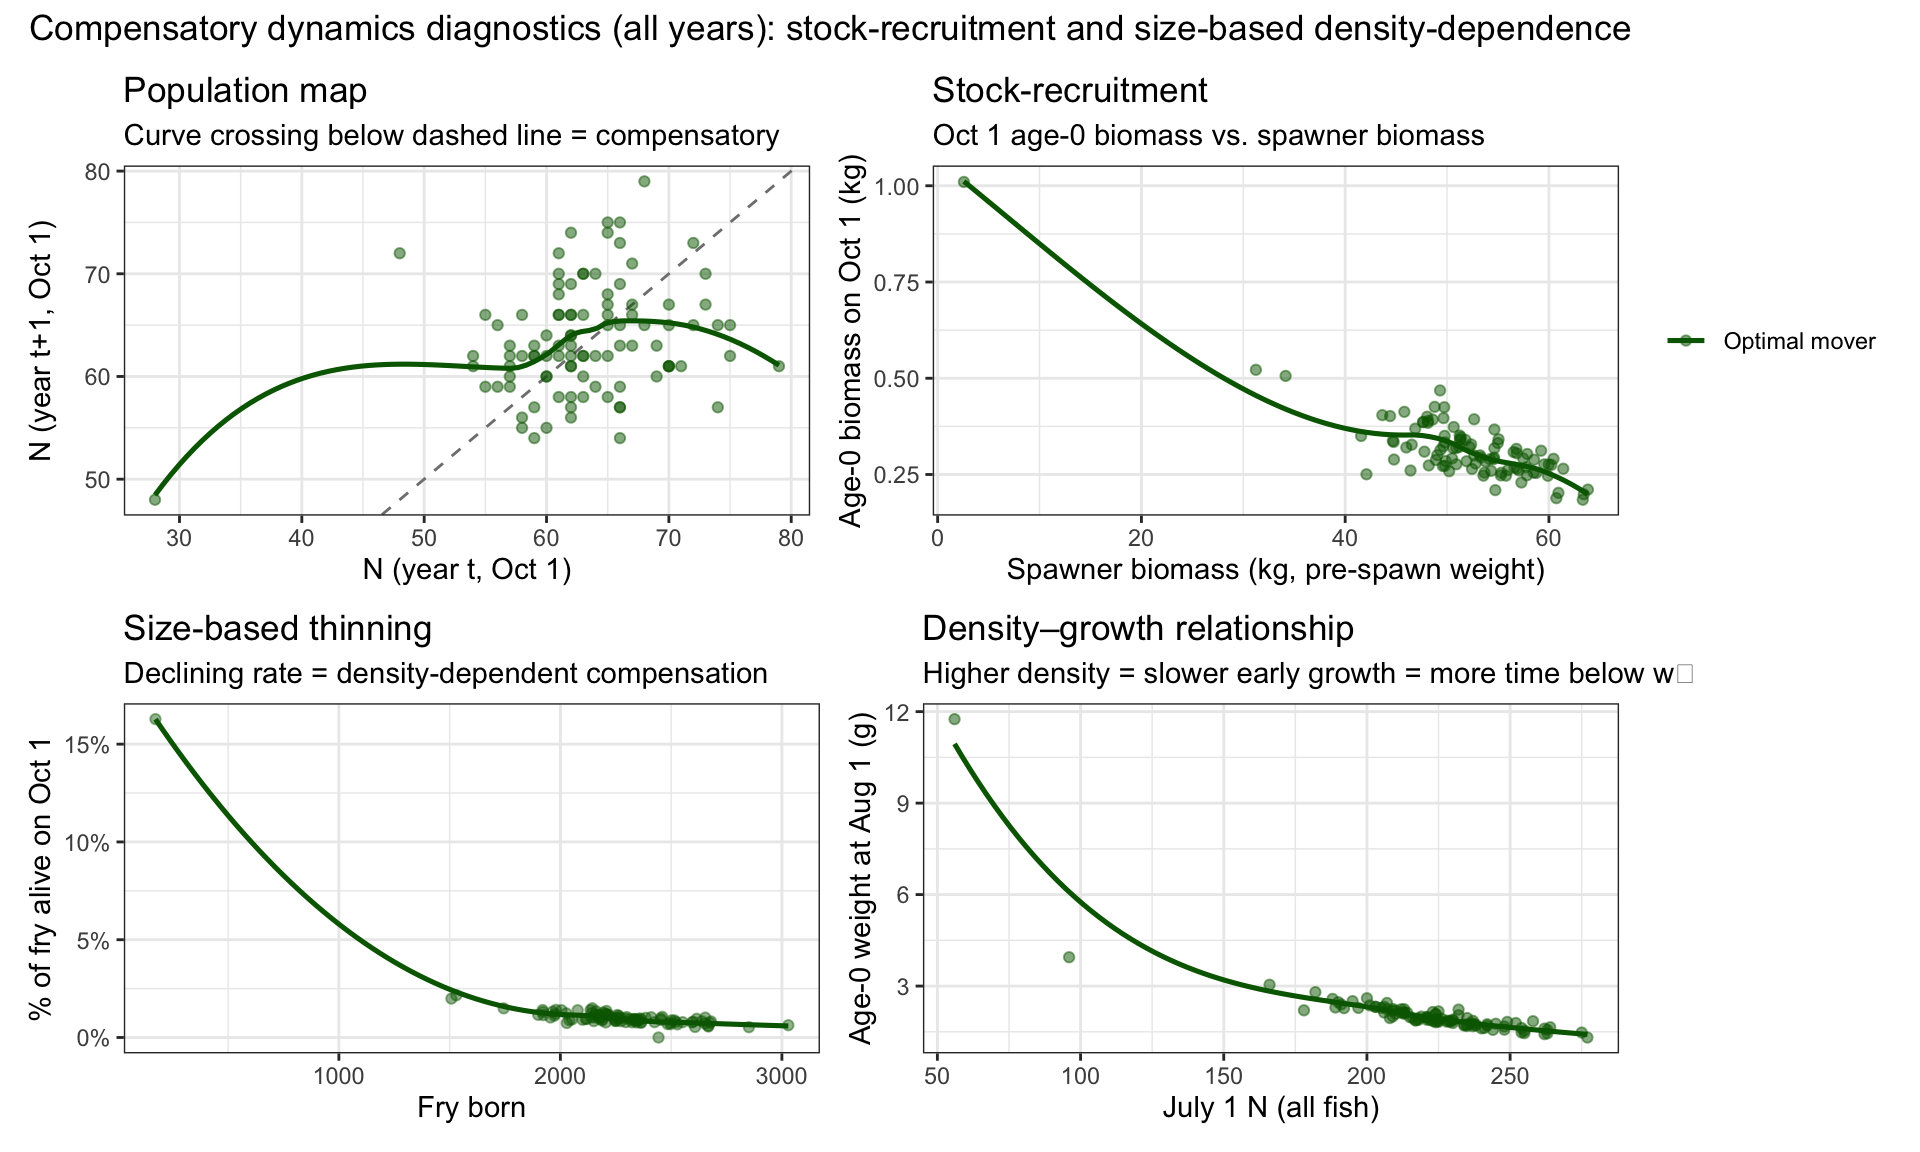 Compensatory dynamics diagnostics (all years): stock-recruitment and size-based density-dependence
Population map
Curve crossing below dashed line = compensatory
80
70
60
50
N (year t+1, Oct 1)
30 40 50 60 70 80
N (year t, Oct 1)
Stock-recruitment
Oct 1 age-0 biomass vs. spawner biomass
1.00
0.75
0.50
0.25
Age-0 biomass on Oct 1 (kg)
0 20 40 60
Spawner biomass (kg, pre-spawn weight)
Optimal mover
Size-based thinning
Declining rate = density-dependent compensation
15%
10%
5%
0%
% of fry alive on Oct 1
1000 2000 3000
Fry born
Density–growth relationship
Higher density = slower early growth = more time below w□
12
9
6
3
Age-0 weight at Aug 1 (g)
50 100 150 200 250
July 1 N (all fish)